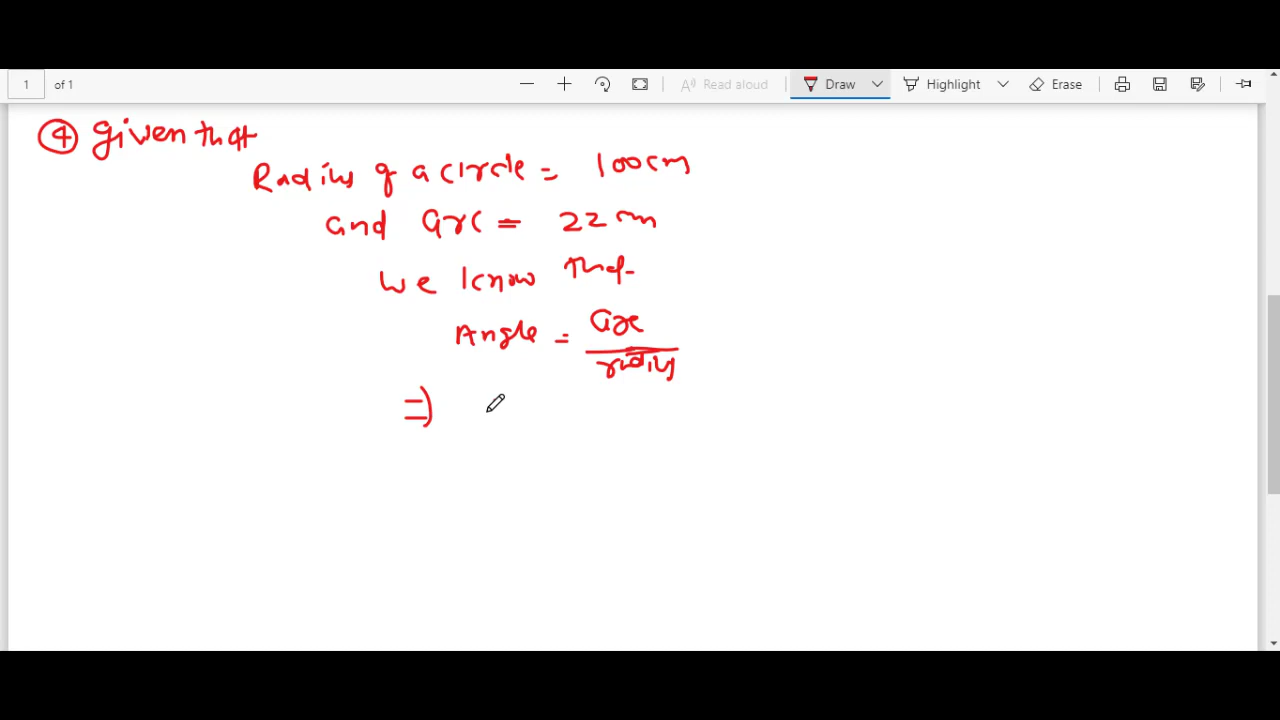 1 of 1 Read aloud Draw Highlight Erase
④ Given that
Radius of a circle = 100cm
and arc = 22 cm
We know that
Angle = arc
radius
⇒